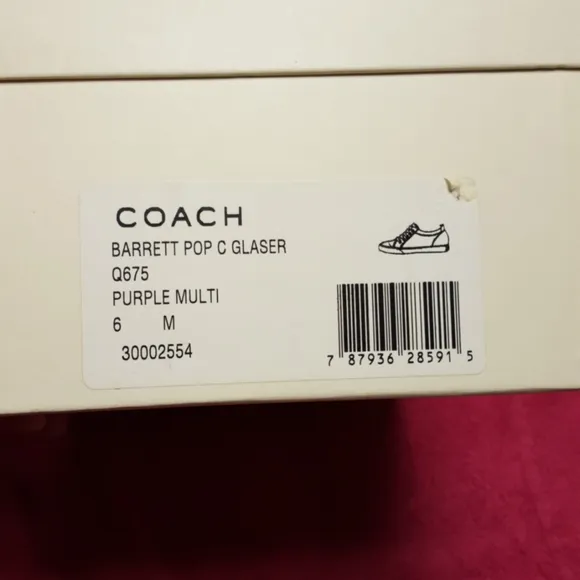 COACH
BARRETT POP C GLASER
Q675
PURPLE MULTI
6 M
30002554
7 87936 28591 5